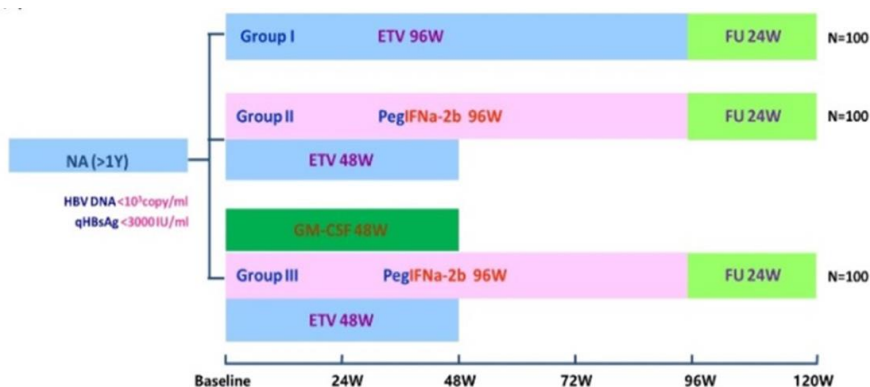 Group I ETV 96W FU 24W N=100
Group II PegIFNa-2b 96W FU 24W N=100
NA (>1Y)
ETV 48W
HBV DNA <10³copy/ml
qHBsAg <3000IU/ml
GM-CSF 48W
Group III PegIFNa-2b 96W FU 24W N=100
ETV 48W
Baseline 24W 48W 72W 96W 120W